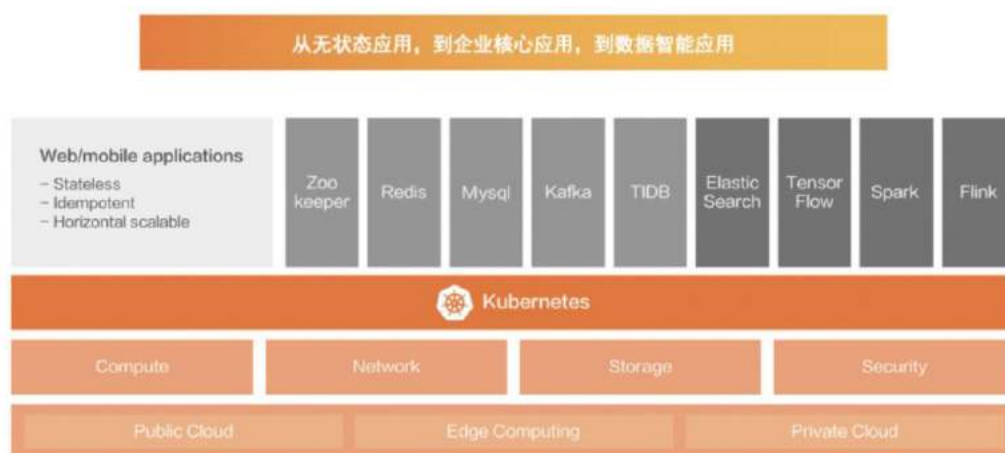 从无状态应用，到企业核心应用，到数据智能应用
Web/mobile applications
- Stateless
- Idempotent
- Horizontal scalable
Zoo
keeper
Redis
Mysql
Kafka
TIDB
Elastic
Search
Tensor
Flow
Spark
Flink
Kubernetes
Compute
Network
Storage
Security
Public Cloud
Edge Computing
Private Cloud